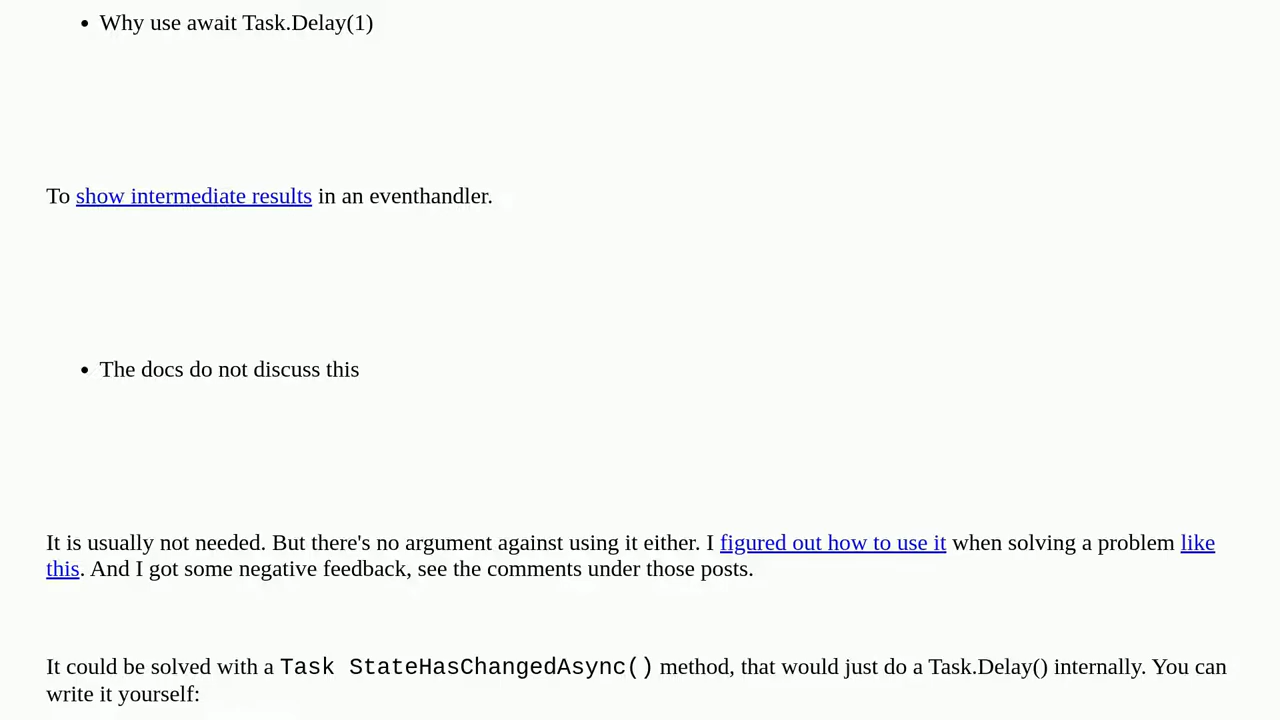 • Why use await Task.Delay(1)
To show intermediate results in an eventhandler.
• The docs do not discuss this
It is usually not needed. But there's no argument against using it either. I figured out how to use it when solving a problem like
this. And I got some negative feedback, see the comments under those posts.
It could be solved with a Task StateHasChangedAsync() method, that would just do a Task.Delay() internally. You can
write it yourself: